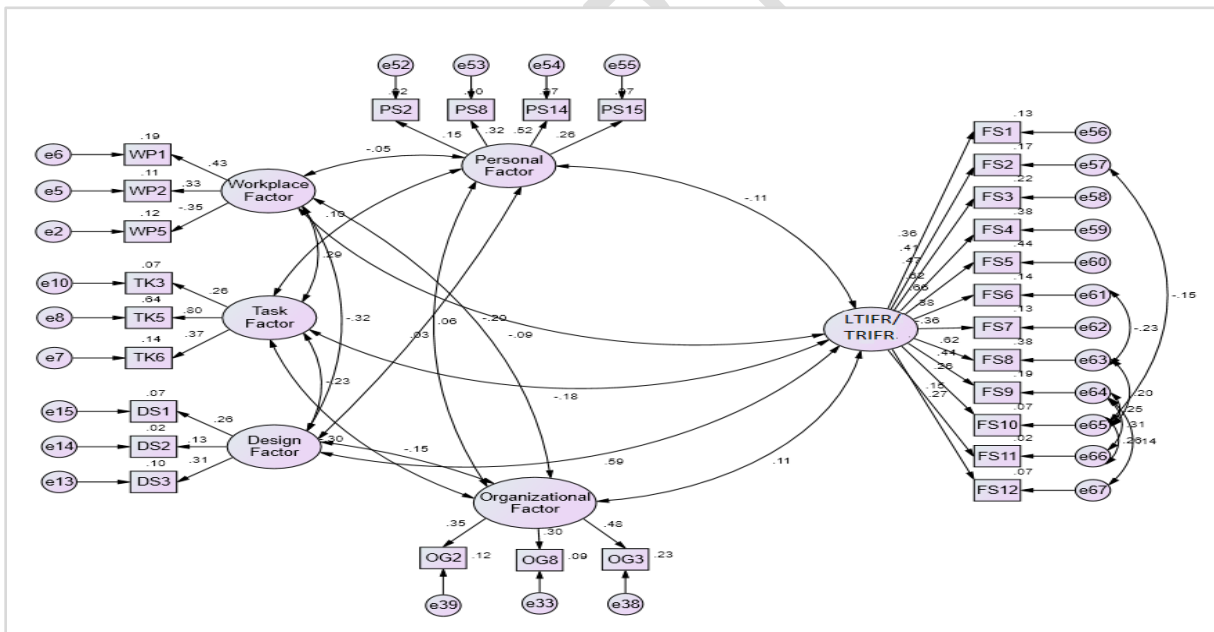 e52 e53 e54 e55
.02 .10 .27 .07
PS2 PS8 PS14 PS15
.15 .32 .52 .26
Personal
Factor
e6 .19 WP1 .43
e5 .11 WP2 .33
e2 .12 WP5 -.35
Workplace
Factor
-.05
-.11
.19
.29
e10 .07 TK3 .26
e8 .64 TK5 .80
e7 .14 TK6 .37
Task
Factor
-.32
.03
.06
-.20
-.09
-.23
-.18
e15 .07 DS1 .26
e14 .02 DS2 .13
e13 .10 DS3 .31
Design
Factor
.30
-.15
.59
.11
Organizational
Factor
.35 .30 .48
OG2 .12 OG8 .09 OG3 .23
e39 e33 e38
LTIFR/
TRIFR
.36
.41
.47
.62
.66
.38
-.36
.62
.44
.26
.15
.27
.13
FS1 e56
.17
FS2 e57
.22
FS3 e58
.38
FS4 e59
.44
FS5 e60
.14
FS6 e61
.13
FS7 e62
.38
FS8 e63
.19
FS9 e64
.07
FS10 e65
.02
FS11 e66
.07
FS12 e67
-.15
-.23
.20
.25
.31
.26
.14